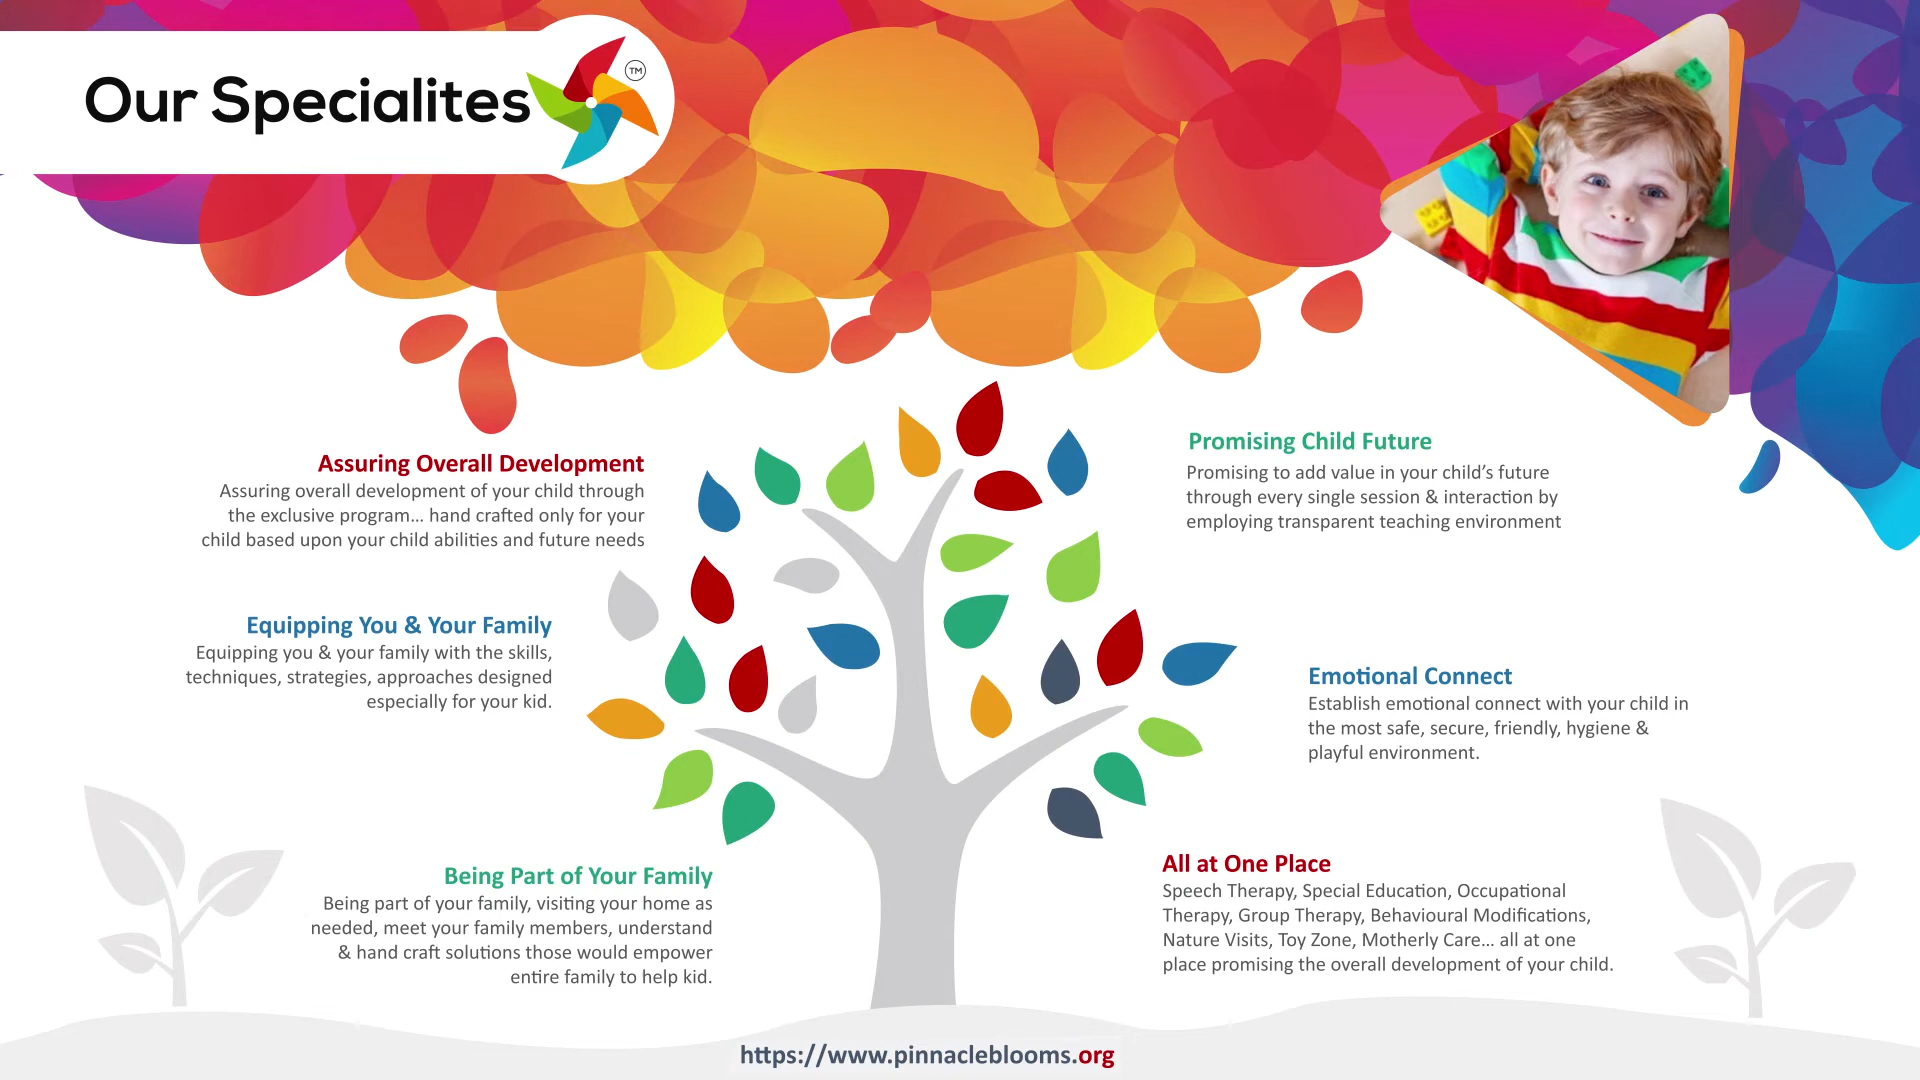 Our Specialites
TM
Assuring Overall Development
Assuring overall development of your child through
the exclusive program... hand crafted only for your
child based upon your child abilities and future needs
Equipping You & Your Family
Equipping you & your family with the skills,
techniques, strategies, approaches designed
especially for your kid.
Being Part of Your Family
Being part of your family, visiting your home as
needed, meet your family members, understand
& hand craft solutions those would empower
entire family to help kid.
Promising Child Future
Promising to add value in your child’s future
through every single session & interaction by
employing transparent teaching environment
Emotional Connect
Establish emotional connect with your child in
the most safe, secure, friendly, hygiene &
playful environment.
All at One Place
Speech Therapy, Special Education, Occupational
Therapy, Group Therapy, Behavioural Modifications,
Nature Visits, Toy Zone, Motherly Care... all at one
place promising the overall development of your child.
https://www.pinnacleblooms.org